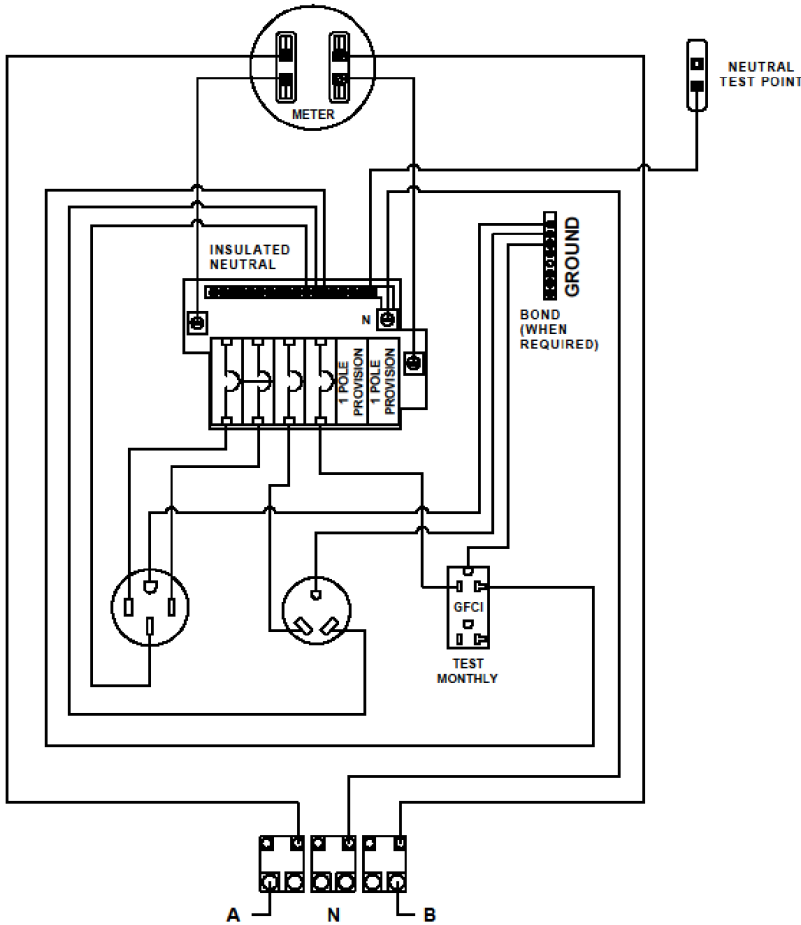 METER
NEUTRAL
TEST POINT
INSULATED
NEUTRAL
GROUND
BOND
(WHEN
REQUIRED)
N
1 POLE
PROVISION
1 POLE
PROVISION
GFCI
TEST
MONTHLY
A
N
B